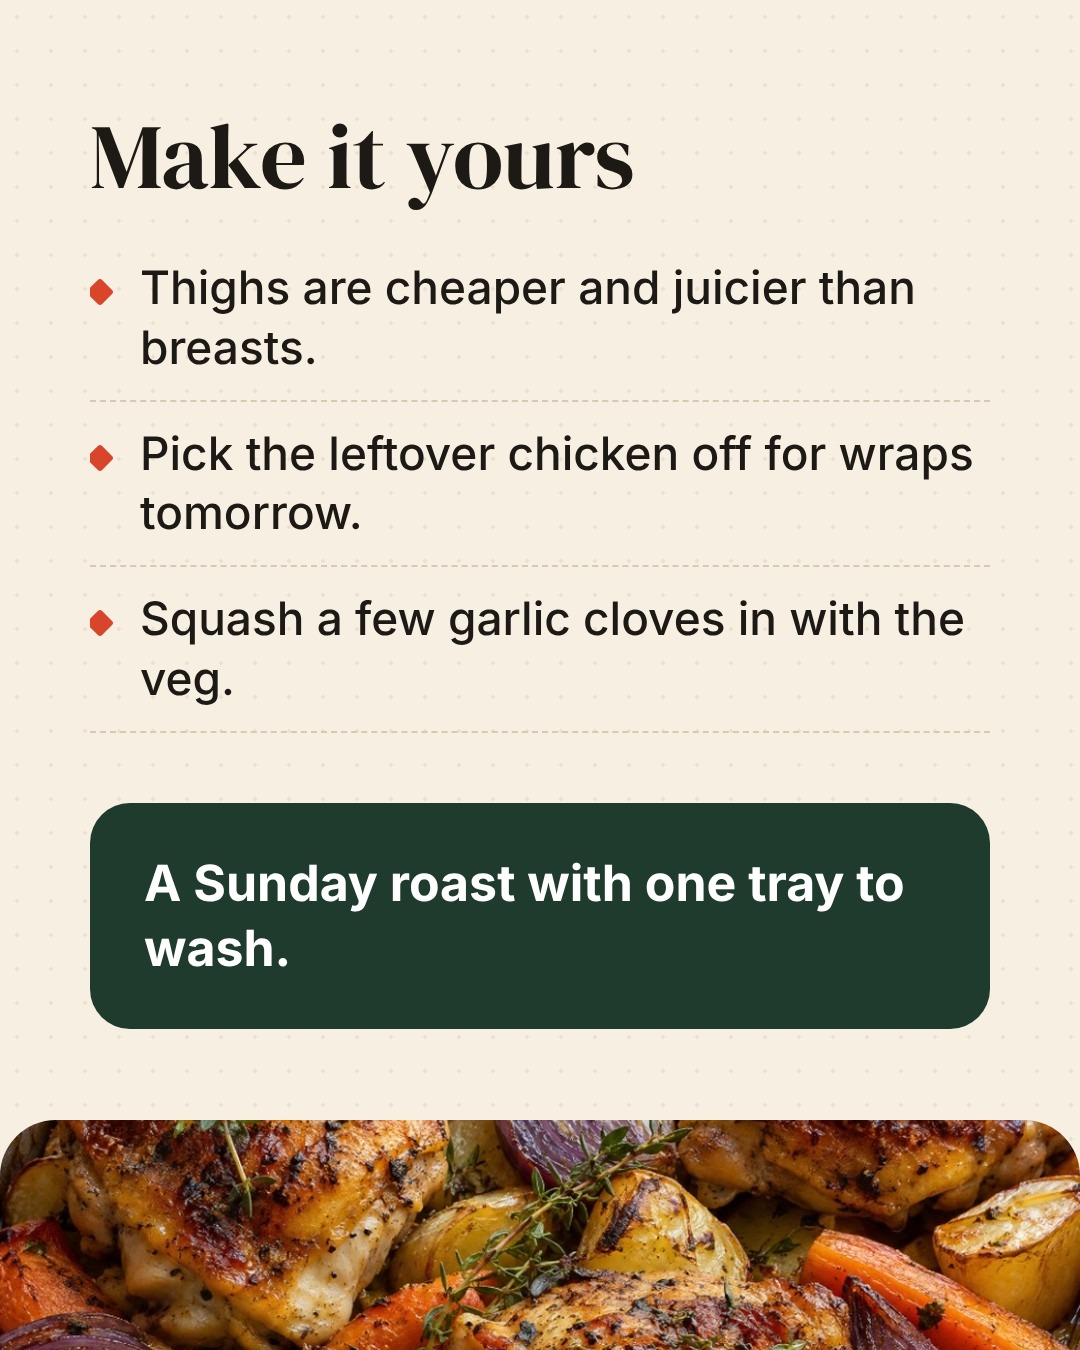 Make it yours
Thighs are cheaper and juicier than
breasts.
Pick the leftover chicken off for wraps
tomorrow.
Squash a few garlic cloves in with the
veg.
A Sunday roast with one tray to
wash.